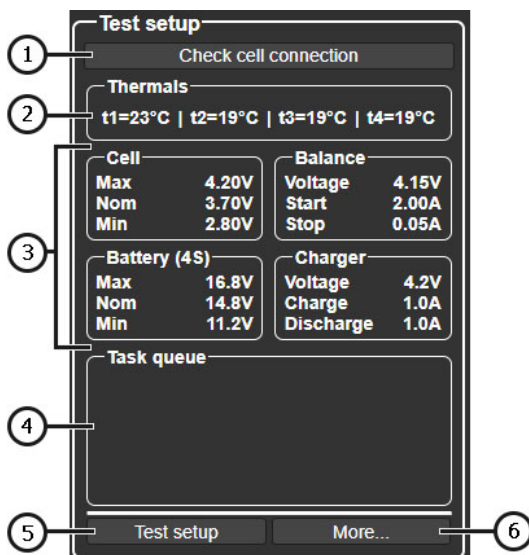 Test setup
1
Check cell connection
Thermals
2
t1=23°C | t2=19°C | t3=19°C | t4=19°C
3
Cell
Max 4.20V
Nom 3.70V
Min 2.80V
Balance
Voltage 4.15V
Start 2.00A
Stop 0.05A
Battery (4S)
Max 16.8V
Nom 14.8V
Min 11.2V
Charger
Voltage 4.2V
Charge 1.0A
Discharge 1.0A
Task queue
4
5
Test setup
More...
6